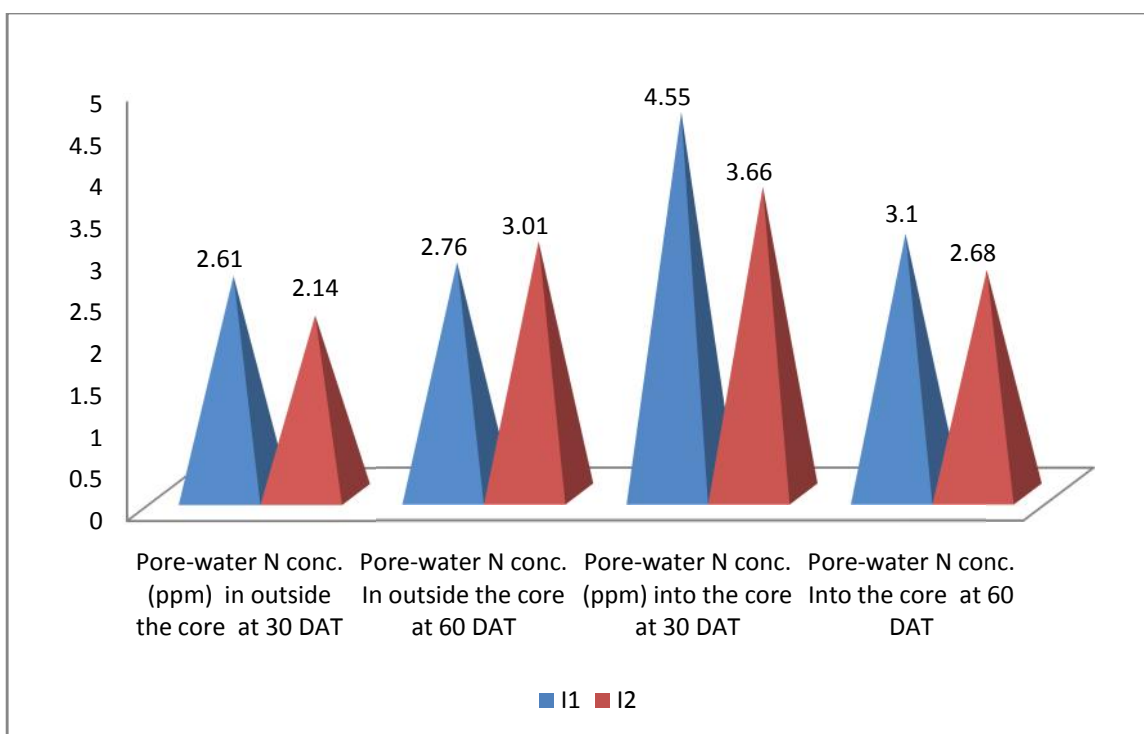 4.55
5
4.5
4
3.5
3
2.5
2
1.5
1
0.5
0
2.61
2.14
2.76
3.01
3.66
3.1
2.68
Pore-water N conc.
(ppm) in outside
the core at 30 DAT
Pore-water N conc.
In outside the core
at 60 DAT
Pore-water N conc.
(ppm) into the core
at 30 DAT
Pore-water N conc.
Into the core at 60
DAT
I1 I2